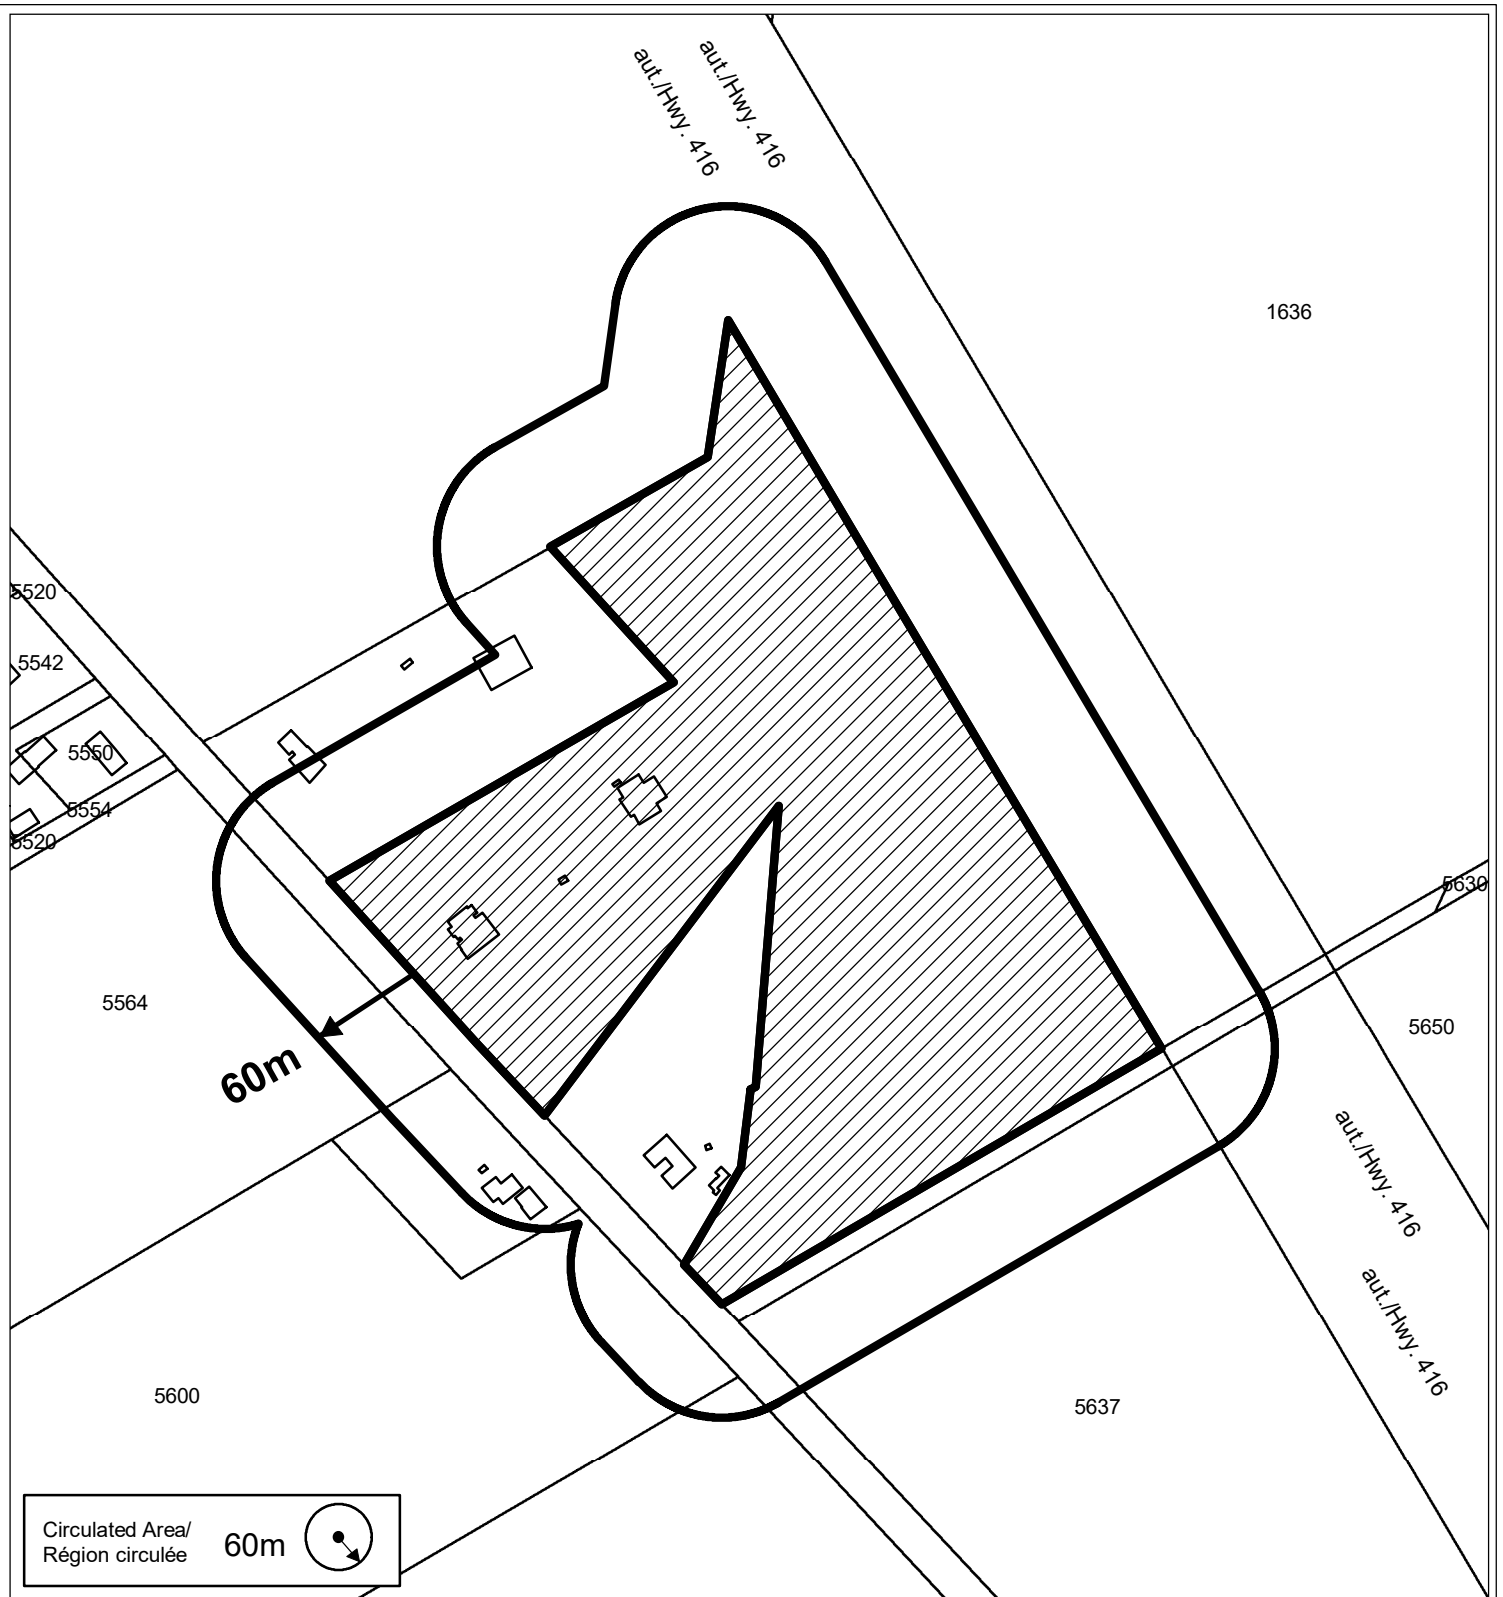 aut./Hwy. 416
aut./Hwy. 416
1636
5520
5542
5550
5554
5520
5630
5564
5650
60m
aut./Hwy. 416
aut./Hwy. 416
5600
5637
Circulated Area/
Région circulée
60m